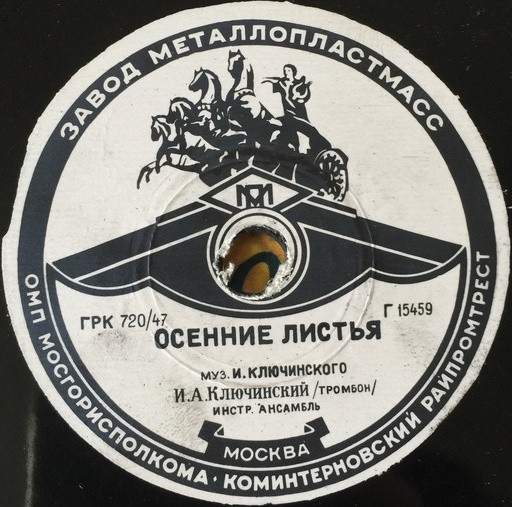 ЗАВОД МЕТАЛЛОПЛАСТМАСС
ГРК 720/47
Г 15459
ОСЕННИЕ ЛИСТЬЯ
МУЗ. И. КЛЮЧИНСКОГО
И.А. Ключинский /ТРОМБОН/
ИНСТР. АНСАМБЛЬ
МОСКВА
ОМП МОСГОРИСПОЛКОМА · КОМИНТЕРНОВСКИЙ РАЙПРОМТРЕСТ